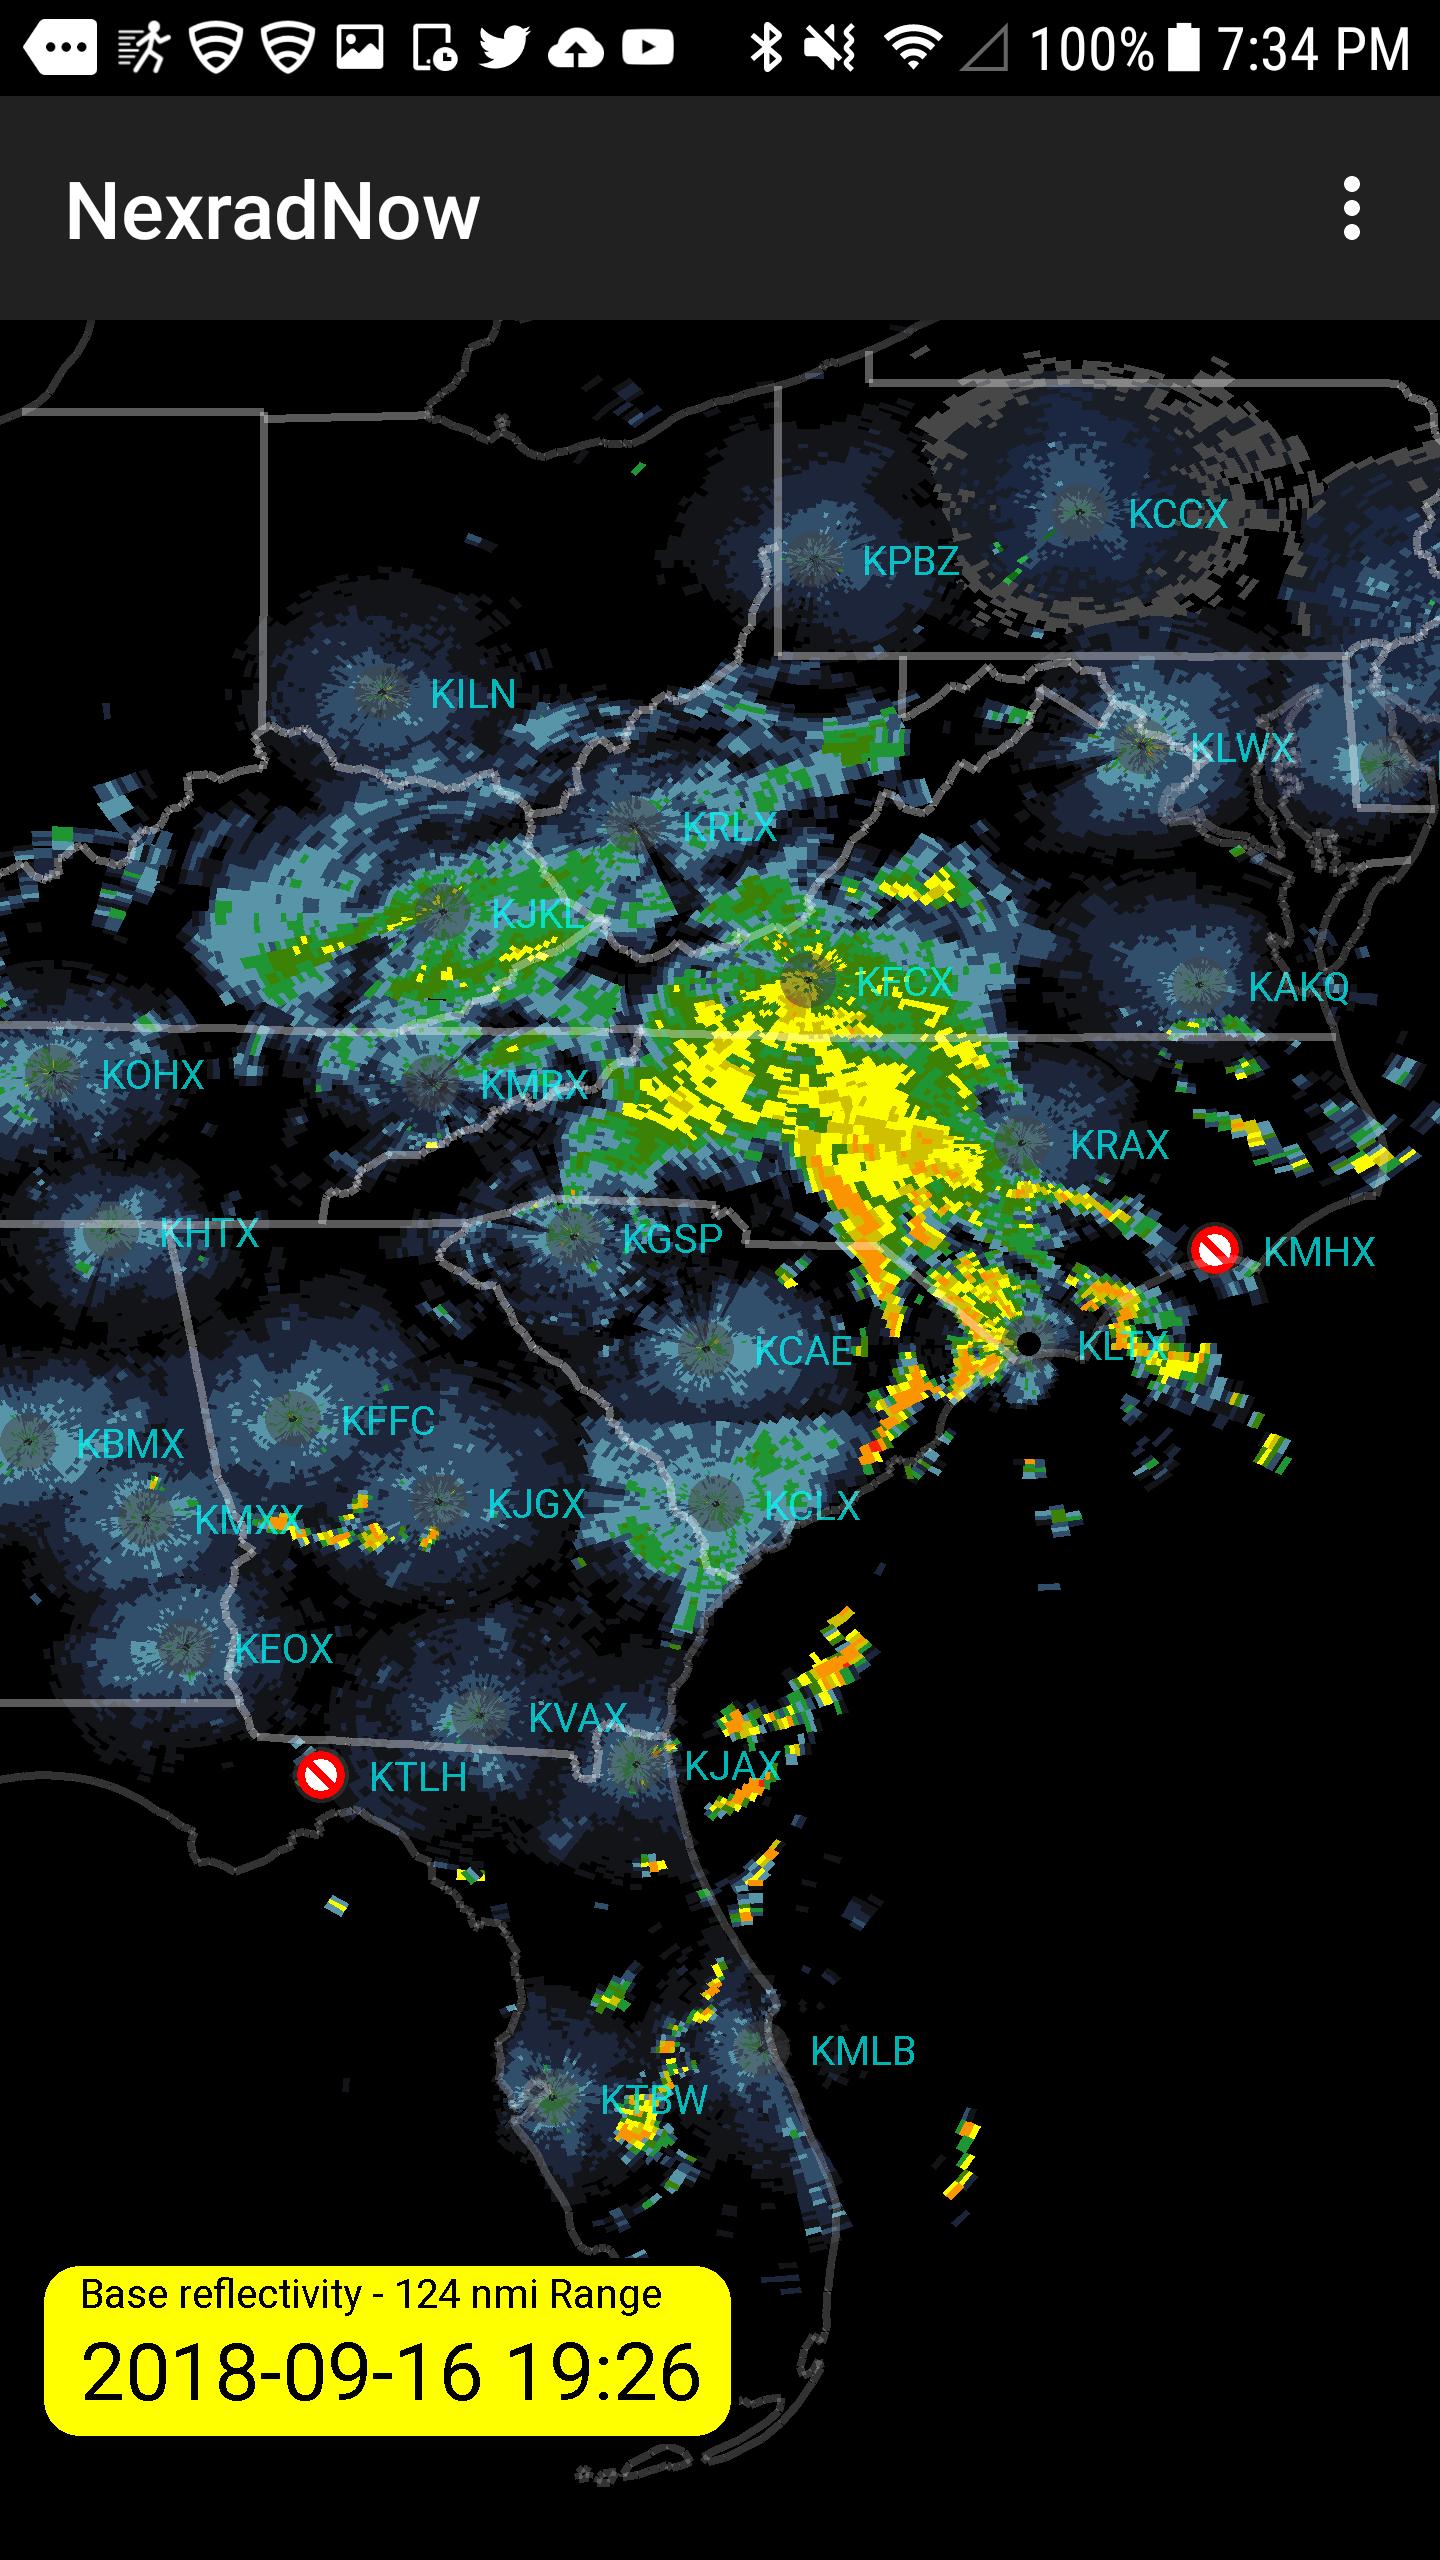 100% 7:34 PM
NexradNow
KCCX
KPBZ
KILN
KLWX
KRLX
KJKL
KFCX
KAKQ
KOHX
KMRX
KRAX
KHTX
KGSP
KMHX
KCAE
KLTX
KFFC
KBMX
KJGX
KCLX
KMXX
KEOX
KVAX
KJAX
KTLH
KMLB
KTBW
Base reflectivity - 124 nmi Range
2018-09-16 19:26